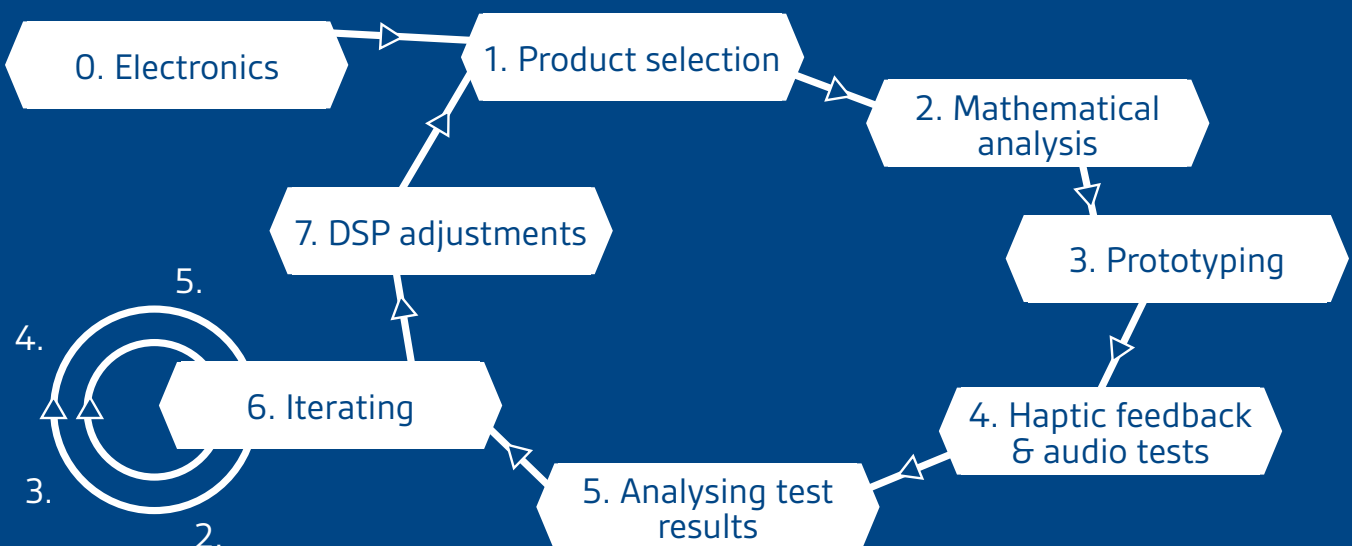 0. Electronics
1. Product selection
2. Mathematical
analysis
3. Prototyping
4. Haptic feedback
& audio tests
5. Analysing test
results
6. Iterating
7. DSP adjustments
5.
4.
3.
2.